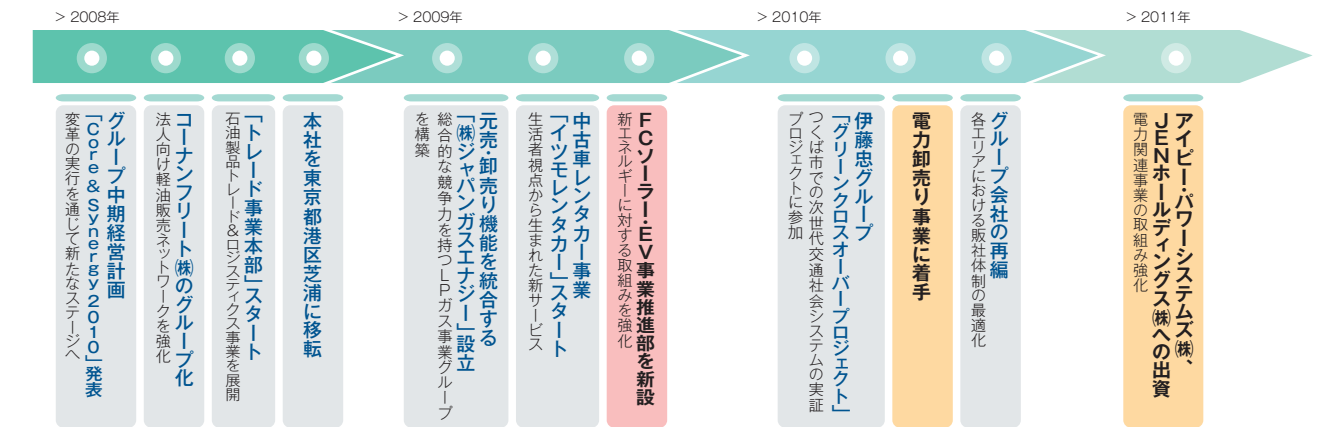 > 2008年
グループ中期経営計画
「Core＆Synergy2010」発表
変革の実行を通じて新たなステージへ
コーナンフリート㈱のグループ化
法人向け軽油販売ネットワークを強化
「トレード事業本部」スタート
石油製品トレード＆ロジスティクス事業を展開
本社を東京都港区芝浦に移転
> 2009年
元売・卸売り機能を統合する
「㈱ジャパンガスエナジー」設立
総合的な競争力を持つLPガス事業グループ
を構築
中古車レンタカー事業
「イツモレンタカー」スタート
生活者視点から生まれた新サービス
FCソーラー・EV事業推進部を新設
新エネルギーに対する取組みを強化
> 2010年
伊藤忠グループ
「グリーンクロスオーバープロジェクト」
つくば市での次世代交通社会システムの実証
プロジェクトに参加
電力卸売り事業に着手
グループ会社の再編
各エリアにおける販社体制の最適化
> 2011年
アイピー・パワーシステムズ㈱、
JENホールディングス㈱への出資
電力関連事業の取組み強化